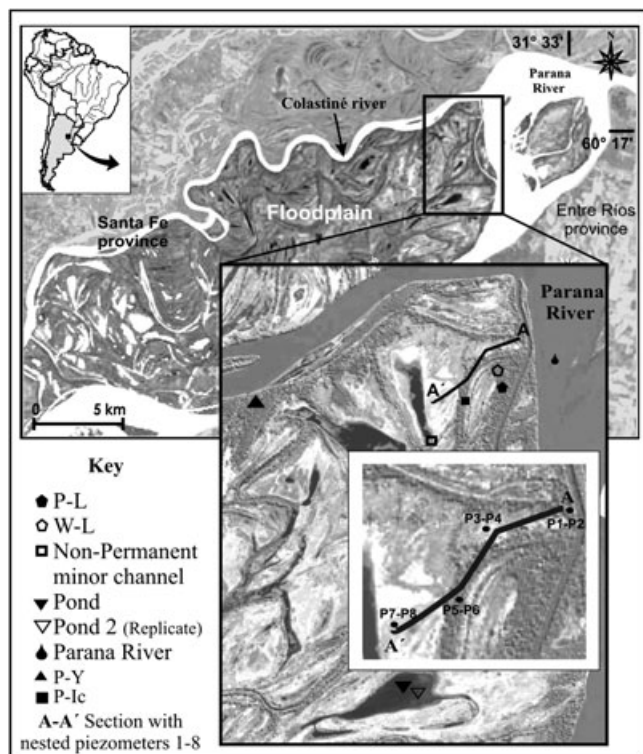 31° 33'
N
Parana
River
Colastiné river
60° 17'
Floodplain
Santa Fe
province
Entre Ríos
province
0 5 km
Parana
River
A
A´
A
P3-P4
P1-P2
P5-P6
P7-P8
A´
Key
P-L
W-L
Non-Permanent
minor channel
Pond
Pond 2 (Replicate)
Parana River
P-Y
P-Ic
A-A´ Section with
nested piezometers 1-8